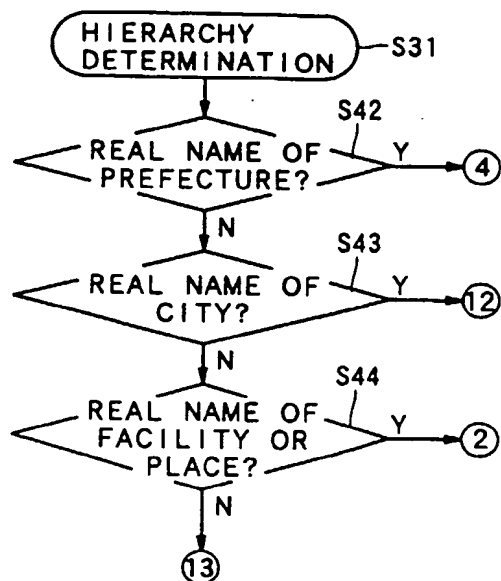 HIERARCHY
DETERMINATION
S31
S42
REAL NAME OF
PREFECTURE?
Y
4
N
S43
REAL NAME OF
CITY?
Y
12
N
S44
REAL NAME OF
FACILITY OR
PLACE?
Y
2
N
13